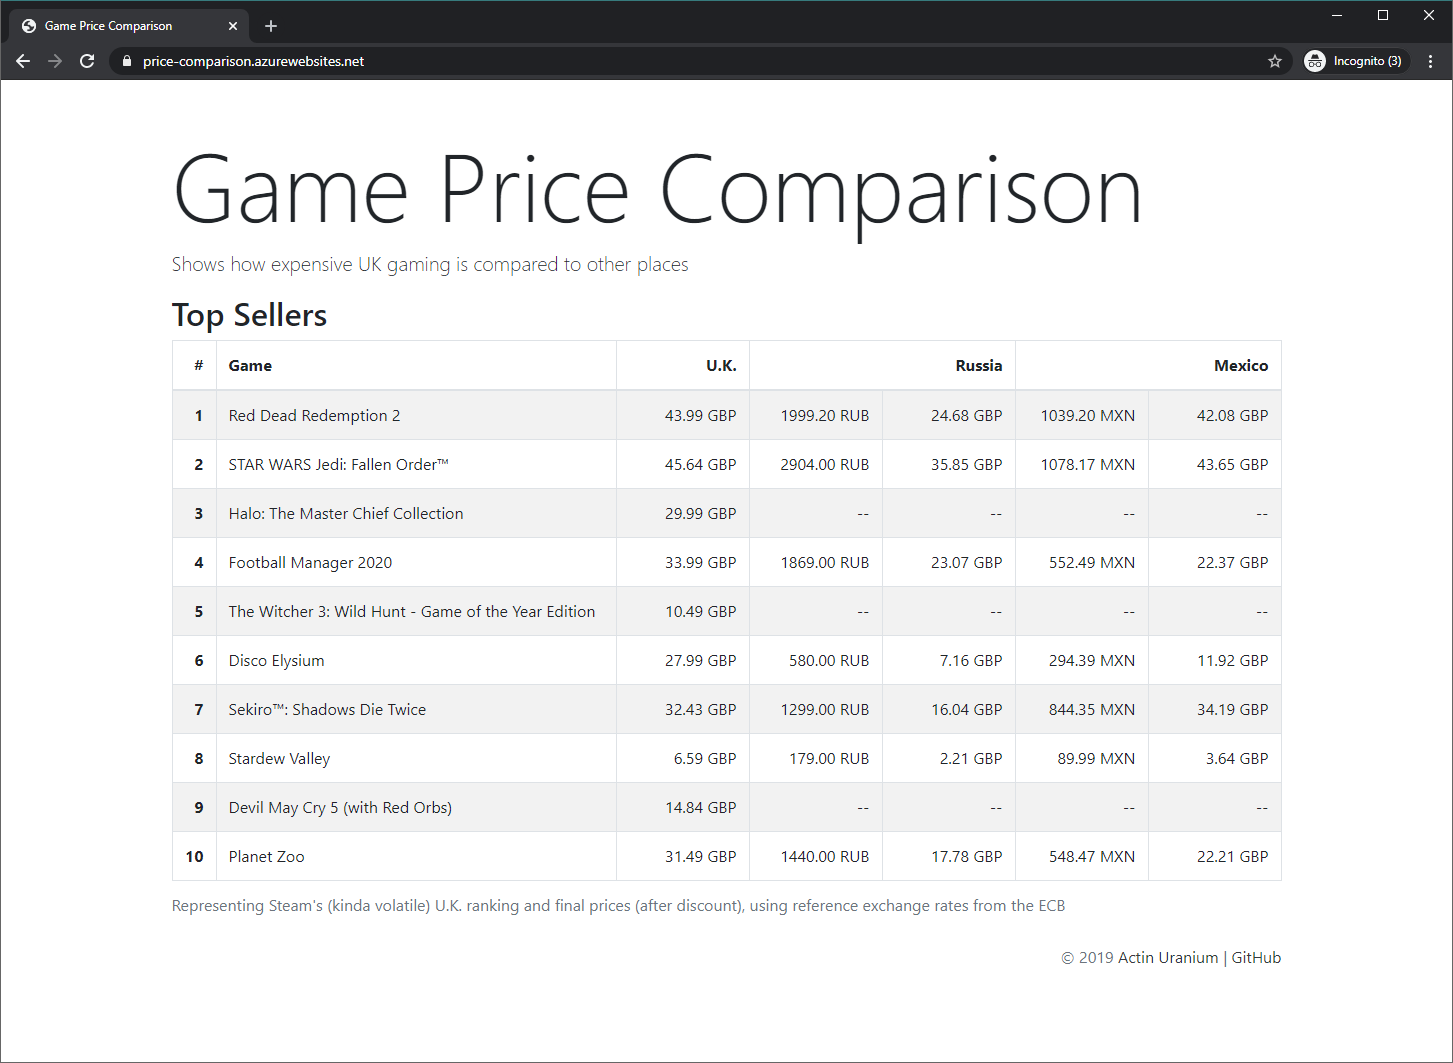 Game Price Comparison
price-comparison.azurewebsites.net
Incognito (3)
Game Price Comparison
Shows how expensive UK gaming is compared to other places
Top Sellers
# Game U.K. Russia Mexico
1 Red Dead Redemption 2 43.99 GBP 1999.20 RUB 24.68 GBP 1039.20 MXN 42.08 GBP
2 STAR WARS Jedi: Fallen Order™ 45.64 GBP 2904.00 RUB 35.85 GBP 1078.17 MXN 43.65 GBP
3 Halo: The Master Chief Collection 29.99 GBP -- -- -- --
4 Football Manager 2020 33.99 GBP 1869.00 RUB 23.07 GBP 552.49 MXN 22.37 GBP
5 The Witcher 3: Wild Hunt - Game of the Year Edition 10.49 GBP -- -- -- --
6 Disco Elysium 27.99 GBP 580.00 RUB 7.16 GBP 294.39 MXN 11.92 GBP
7 Sekiro™: Shadows Die Twice 32.43 GBP 1299.00 RUB 16.04 GBP 844.35 MXN 34.19 GBP
8 Stardew Valley 6.59 GBP 179.00 RUB 2.21 GBP 89.99 MXN 3.64 GBP
9 Devil May Cry 5 (with Red Orbs) 14.84 GBP -- -- -- --
10 Planet Zoo 31.49 GBP 1440.00 RUB 17.78 GBP 548.47 MXN 22.21 GBP
Representing Steam's (kinda volatile) U.K. ranking and final prices (after discount), using reference exchange rates from the ECB
© 2019 Actin Uranium | GitHub